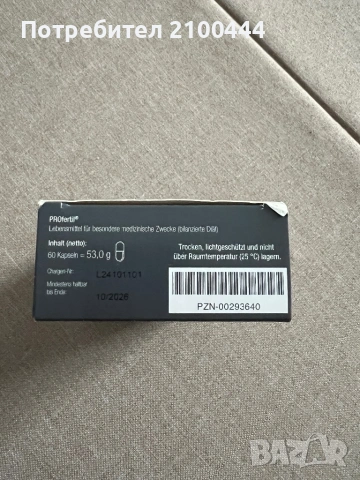 Потребител 2100444
PROfertil®
Lebensmittel für besondere medizinische Zwecke (bilanzierte Diät)
Inhalt (netto):
60 Kapseln = 53,0 g
Chargen-Nr: L24101101
Mindestens haltbar
bis Ende 10/2026
Trocken, lichtgeschützt und nicht
über Raumtemperatur (25 °C) lagern.
PZN-00293640
BAZAR